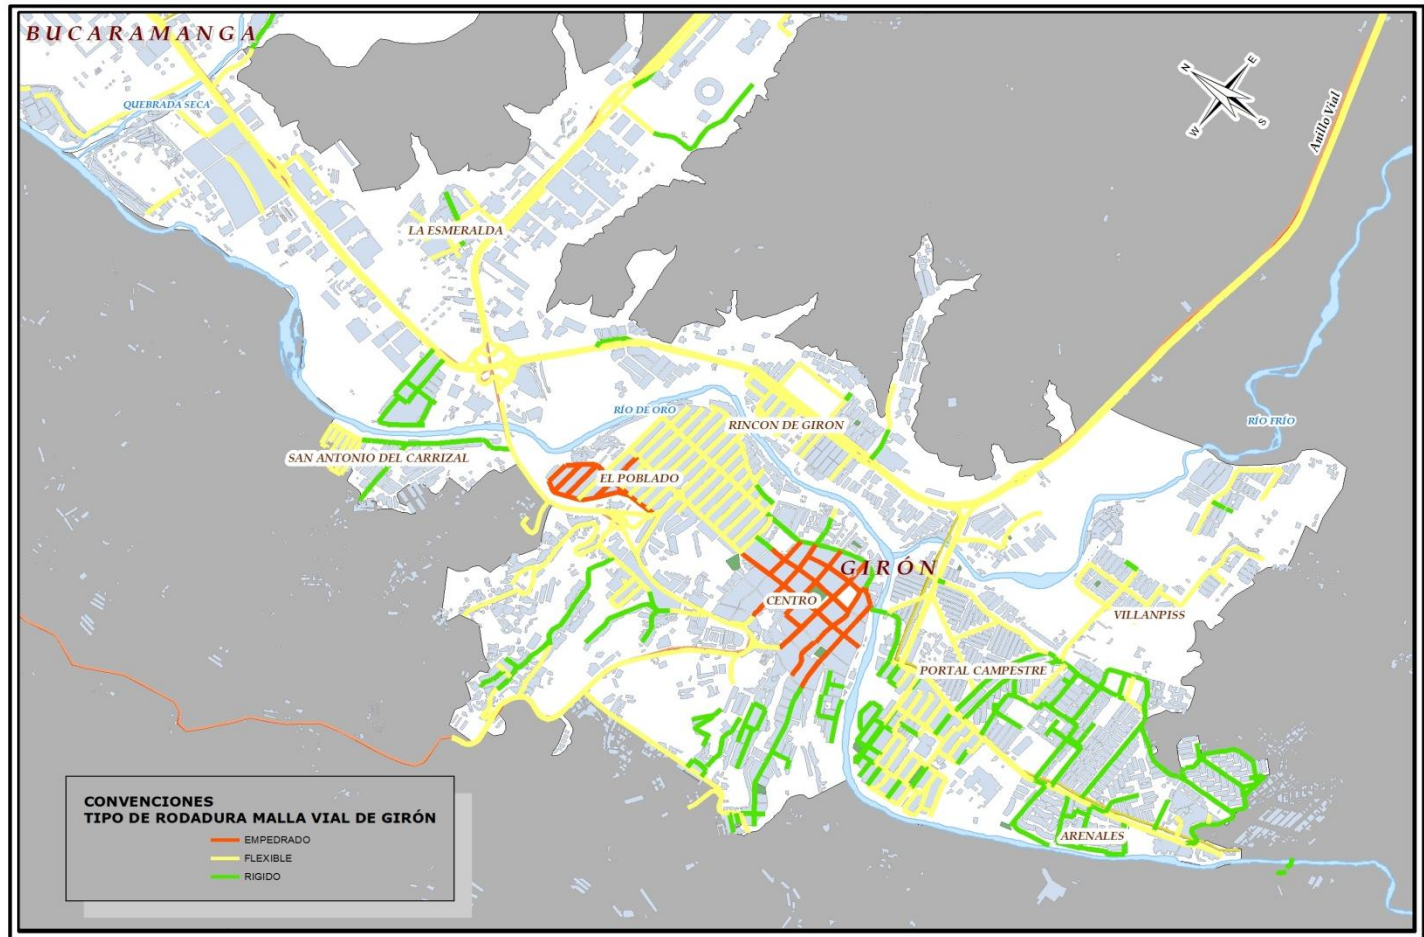 BUCARAMANGA
QUEBRADA SECA
N
E
W
S
Anillo Vial
LA ESMERALDA
RÍO DE ORO
RINCON DE GIRON
RÍO FRÍO
SAN ANTONIO DEL CARRIZAL
EL POBLADO
GIRÓN
CENTRO
VILLANPISS
PORTAL CAMPESTRE
ARENALES
CONVENCIONES
TIPO DE RODADURA MALLA VIAL DE GIRÓN
EMPEDRADO
FLEXIBLE
RIGIDO